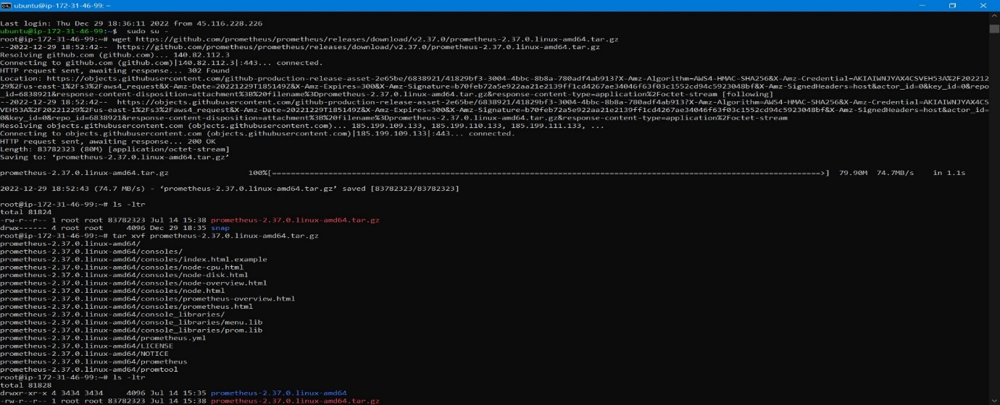 ubuntu@ip-172-31-46-99: ~
Last login: Thu Dec 29 18:36:11 2022 from 45.116.228.226
ubuntu@ip-172-31-46-99:~$  sudo su -
root@ip-172-31-46-99:~# wget https://github.com/prometheus/prometheus/releases/download/v2.37.0/prometheus-2.37.0.linux-amd64.tar.gz
--2022-12-29 18:52:42--  https://github.com/prometheus/prometheus/releases/download/v2.37.0/prometheus-2.37.0.linux-amd64.tar.gz
Resolving github.com (github.com)... 140.82.112.3
Connecting to github.com (github.com)|140.82.112.3|:443... connected.
HTTP request sent, awaiting response... 302 Found
Location: https://objects.githubusercontent.com/github-production-release-asset-2e65be/6838921/41829bf3-3004-4bbc-8b8a-780adf4ab913?X-Amz-Algorithm=AWS4-HMAC-SHA256&X-Amz-Credential=AKIAIWNJYAX4CSVEH53A%2F202212
29%2Fus-east-1%2Fs3%2Faws4_request&X-Amz-Date=20221229T185149Z&X-Amz-Expires=300&X-Amz-Signature=b70feb72a5e922aa21e2139ff1cd4267ae34046f63f03c1552cd94c5923048bf&X-Amz-SignedHeaders=host&actor_id=0&key_id=0&repo
_id=6838921&response-content-disposition=attachment%3B%20filename%3Dprometheus-2.37.0.linux-amd64.tar.gz&response-content-type=application%2Foctet-stream [following]
--2022-12-29 18:52:42--  https://objects.githubusercontent.com/github-production-release-asset-2e65be/6838921/41829bf3-3004-4bbc-8b8a-780adf4ab913?X-Amz-Algorithm=AWS4-HMAC-SHA256&X-Amz-Credential=AKIAIWNJYAX4CS
VEH53A%2F20221229%2Fus-east-1%2Fs3%2Faws4_request&X-Amz-Date=20221229T185149Z&X-Amz-Expires=300&X-Amz-Signature=b70feb72a5e922aa21e2139ff1cd4267ae34046f63f03c1552cd94c5923048bf&X-Amz-SignedHeaders=host&actor_id=
0&key_id=0&repo_id=6838921&response-content-disposition=attachment%3B%20filename%3Dprometheus-2.37.0.linux-amd64.tar.gz&response-content-type=application%2Foctet-stream
Resolving objects.githubusercontent.com (objects.githubusercontent.com)... 185.199.109.133, 185.199.110.133, 185.199.111.133, ...
Connecting to objects.githubusercontent.com (objects.githubusercontent.com)|185.199.109.133|:443... connected.
HTTP request sent, awaiting response... 200 OK
Length: 83782323 (80M) [application/octet-stream]
Saving to: ‘prometheus-2.37.0.linux-amd64.tar.gz’
prometheus-2.37.0.linux-amd64.tar.gz 100%[==================================================>] 79.90M 74.7MB/s in 1.1s
2022-12-29 18:52:43 (74.7 MB/s) - ‘prometheus-2.37.0.linux-amd64.tar.gz’ saved [83782323/83782323]
root@ip-172-31-46-99:~# ls -ltr
total 81824
-rw-r--r-- 1 root root 83782323 Jul 14 15:38 prometheus-2.37.0.linux-amd64.tar.gz
drwx------ 4 root root     4096 Dec 29 18:35 snap
root@ip-172-31-46-99:~# tar xvf prometheus-2.37.0.linux-amd64.tar.gz
prometheus-2.37.0.linux-amd64/
prometheus-2.37.0.linux-amd64/consoles/
prometheus-2.37.0.linux-amd64/consoles/index.html.example
prometheus-2.37.0.linux-amd64/consoles/node-cpu.html
prometheus-2.37.0.linux-amd64/consoles/node-disk.html
prometheus-2.37.0.linux-amd64/consoles/node-overview.html
prometheus-2.37.0.linux-amd64/consoles/node.html
prometheus-2.37.0.linux-amd64/consoles/prometheus-overview.html
prometheus-2.37.0.linux-amd64/consoles/prometheus.html
prometheus-2.37.0.linux-amd64/console_libraries/
prometheus-2.37.0.linux-amd64/console_libraries/menu.lib
prometheus-2.37.0.linux-amd64/console_libraries/prom.lib
prometheus-2.37.0.linux-amd64/prometheus.yml
prometheus-2.37.0.linux-amd64/LICENSE
prometheus-2.37.0.linux-amd64/NOTICE
prometheus-2.37.0.linux-amd64/prometheus
prometheus-2.37.0.linux-amd64/promtool
root@ip-172-31-46-99:~# ls -ltr
total 81828
drwxr-xr-x 4 3434 3434     4096 Jul 14 15:35 prometheus-2.37.0.linux-amd64
-rw-r--r-- 1 root root 83782323 Jul 14 15:38 prometheus-2.37.0.linux-amd64.tar.gz